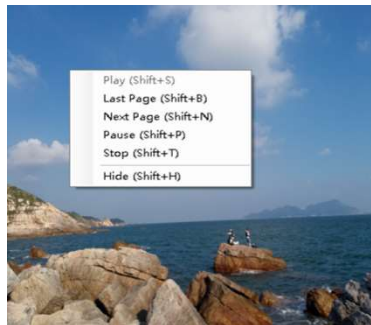 Play (Shift+S)
Last Page (Shift+B)
Next Page (Shift+N)
Pause (Shift+P)
Stop (Shift+T)
Hide (Shift+H)